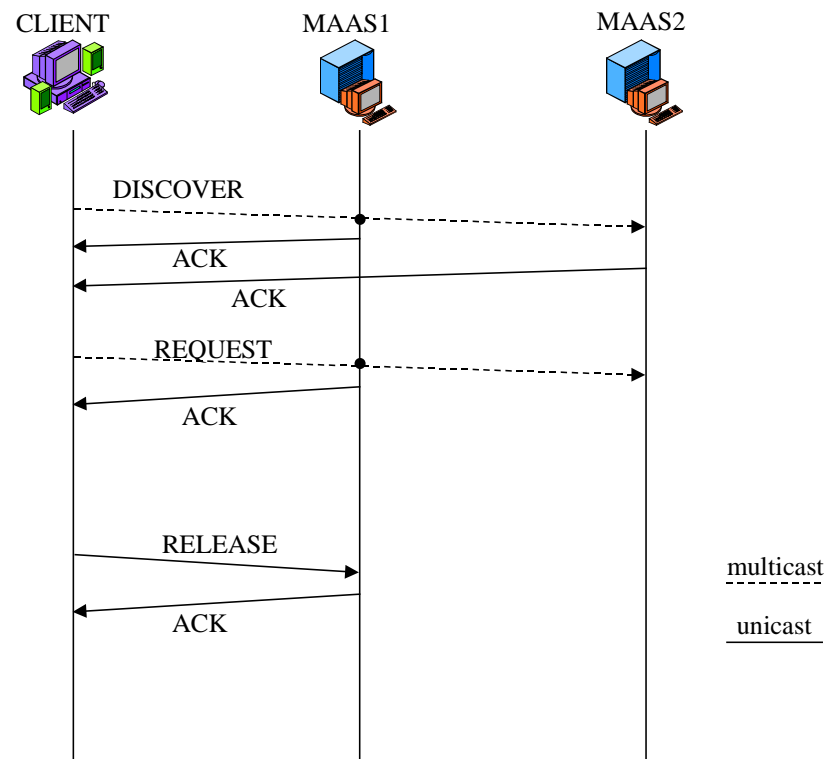 CLIENT
MAAS1
MAAS2
DISCOVER
ACK
ACK
REQUEST
ACK
RELEASE
multicast
ACK
unicast